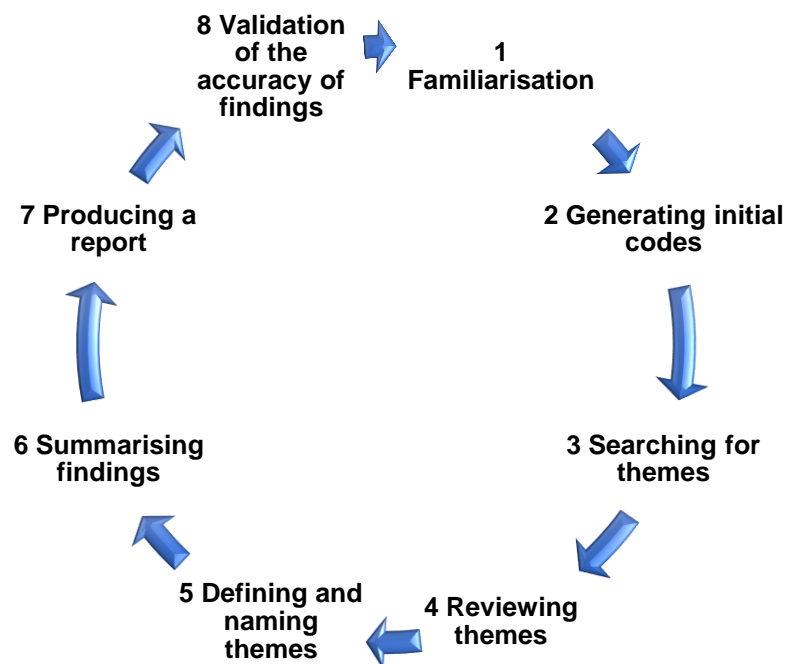 1
Familiarisation
2 Generating initial
codes
3 Searching for
themes
4 Reviewing
themes
5 Defining and
naming
themes
6 Summarising
findings
7 Producing a
report
8 Validation
of the
accuracy of
findings